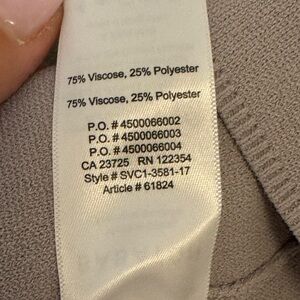 75% Viscose, 25% Polyester
75% Viscose, 25% Polyester
P.O. # 4500066002
P.O. # 4500066003
P.O. # 4500066004
CA 23725 RN 122354
Style # SVC1-3581-17
Article # 61824